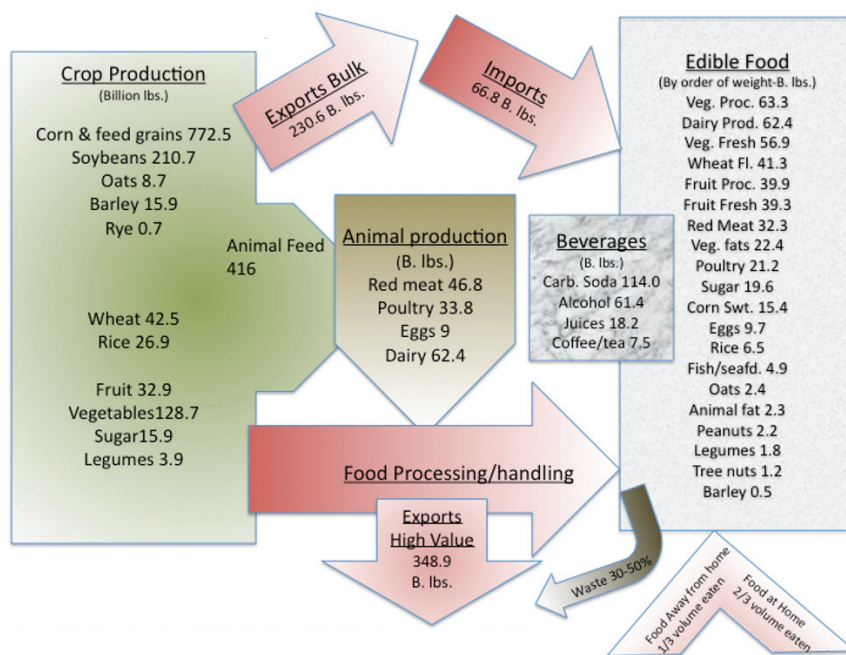 Crop Production
(Billion lbs.)
Corn & feed grains 772.5
Soybeans 210.7
Oats 8.7
Barley 15.9
Rye 0.7
Wheat 42.5
Rice 26.9
Fruit 32.9
Vegetables128.7
Sugar15.9
Legumes 3.9
Exports Bulk
230.6 B. lbs.
Imports
66.8 B. lbs.
Animal Feed
416
Animal production
(B. lbs.)
Red meat 46.8
Poultry 33.8
Eggs 9
Dairy 62.4
Beverages
(B. lbs.)
Carb. Soda 114.0
Alcohol 61.4
Juices 18.2
Coffee/tea 7.5
Food Processing/handling
Exports
High Value
348.9
B. lbs.
Edible Food
(By order of weight-B. lbs.)
Veg. Proc. 63.3
Dairy Prod. 62.4
Veg. Fresh 56.9
Wheat Fl. 41.3
Fruit Proc. 39.9
Fruit Fresh 39.3
Red Meat 32.3
Veg. fats 22.4
Poultry 21.2
Sugar 19.6
Corn Swt. 15.4
Eggs 9.7
Rice 6.5
Fish/seafd. 4.9
Oats 2.4
Animal fat 2.3
Peanuts 2.2
Legumes 1.8
Tree nuts 1.2
Barley 0.5
Waste 30-50%
Food Away from home
1/3 volume eaten
Food at Home
2/3 volume eaten